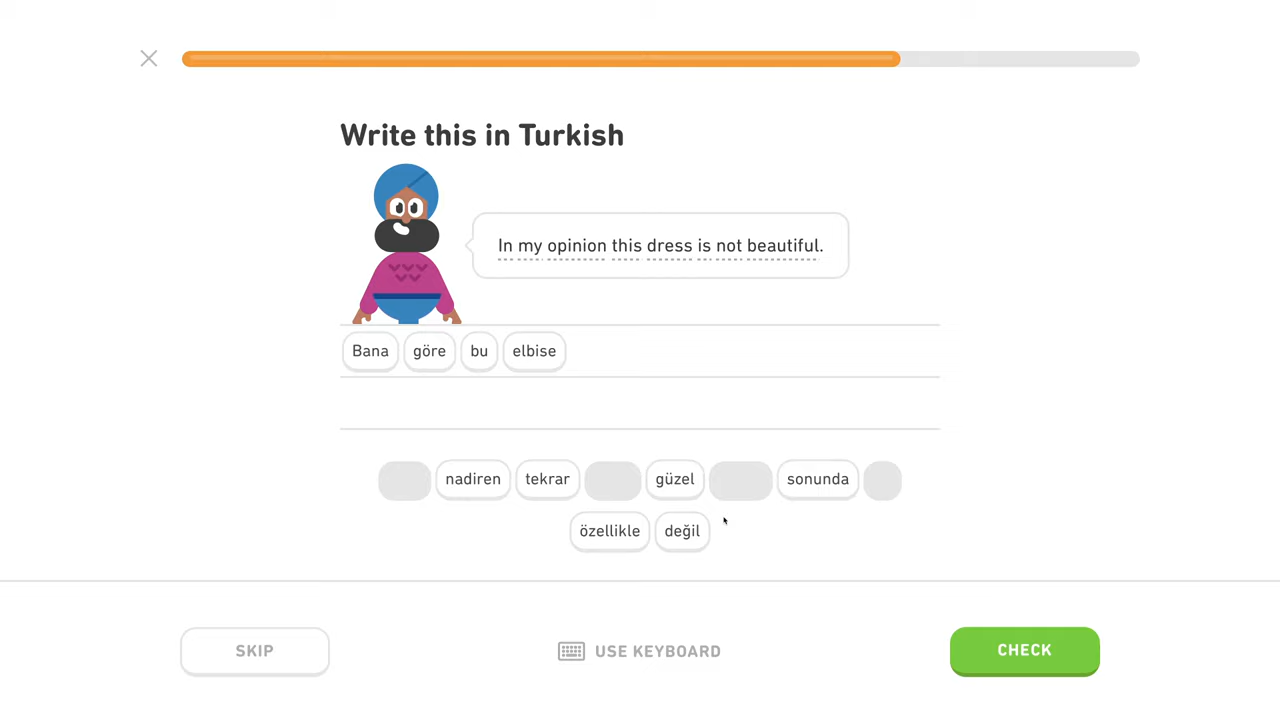 Write this in Turkish
In my opinion this dress is not beautiful.
Bana göre bu elbise
nadiren tekrar güzel sonunda
özellikle değil
SKIP USE KEYBOARD CHECK